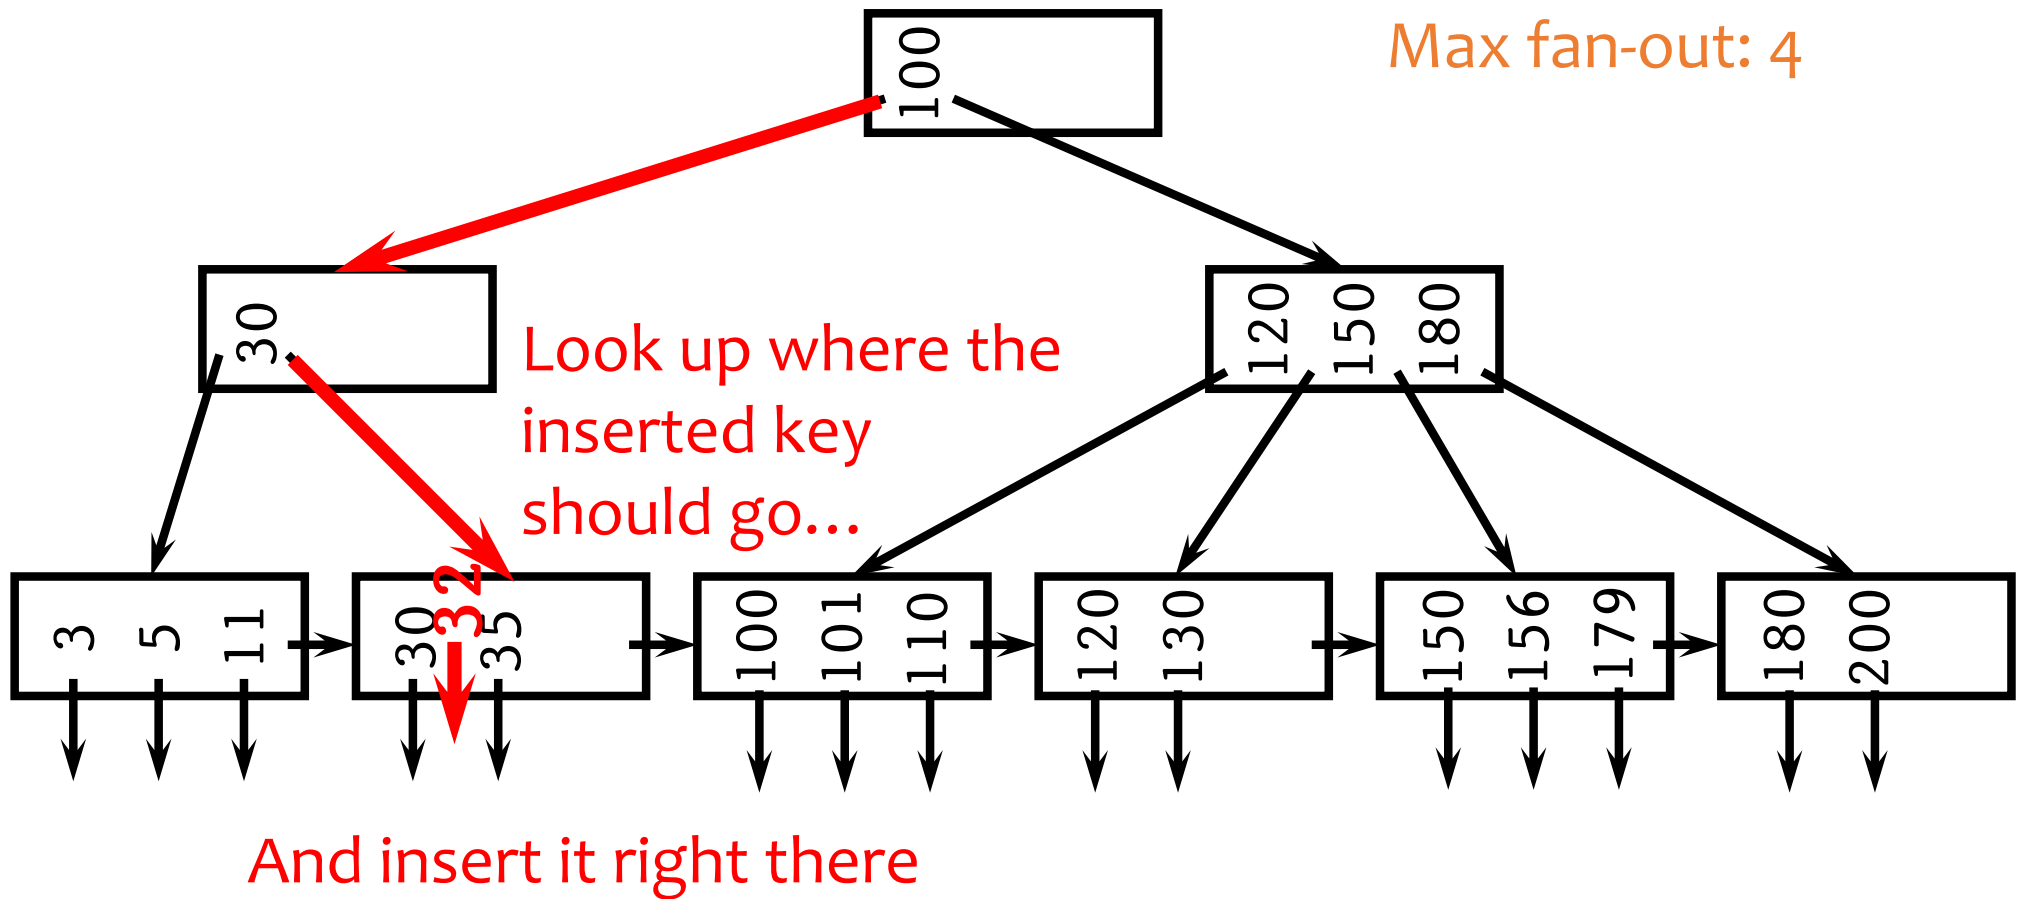 100
Max fan-out: 4
30
120 150 180
Look up where the
inserted key
should go...
3 5 11
30 32 35
100 101 110
120 130
150 156 179
180 200
And insert it right there